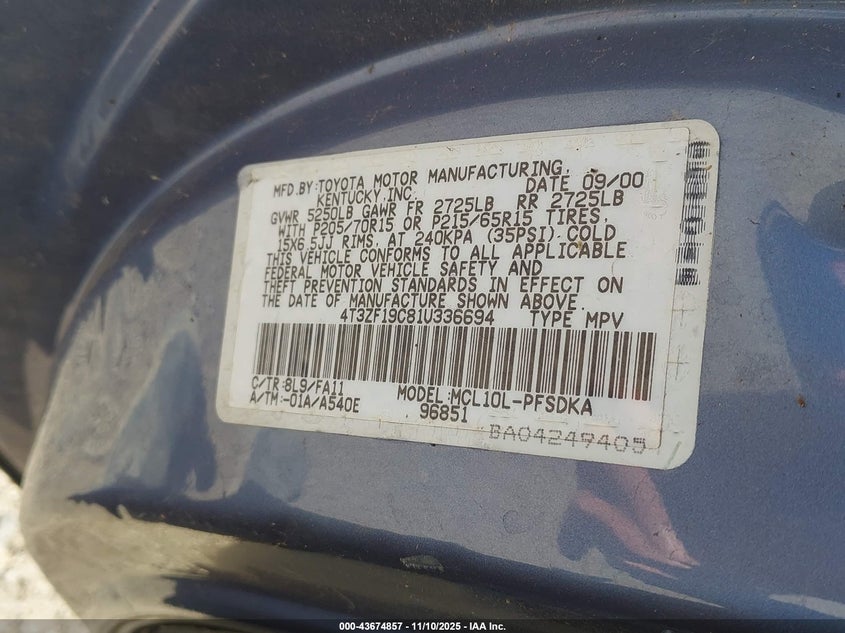 MFD.BY:TOYOTA MOTOR MANUFACTURING,
KENTUCKY,INC. DATE 09/00
GVWR 5250LB GAWR FR 2725LB RR 2725LB
WITH P205/70R15 OR P215/65R15 TIRES,
15X6.5JJ RIMS, AT 240KPA (35PSI) COLD
THIS VEHICLE CONFORMS TO ALL APPLICABLE
FEDERAL MOTOR VEHICLE SAFETY AND
THEFT PREVENTION STANDARDS IN EFFECT ON
THE DATE OF MANUFACTURE SHOWN ABOVE.
4T3ZF19C81U336694 TYPE MPV
C/TR:8L9/FA11 MODEL:MCL10L-PFSDKA
A/TM:-01A/A540E 96851
BA04249405
000-43674857 - 11/10/2025 - IAA Inc.